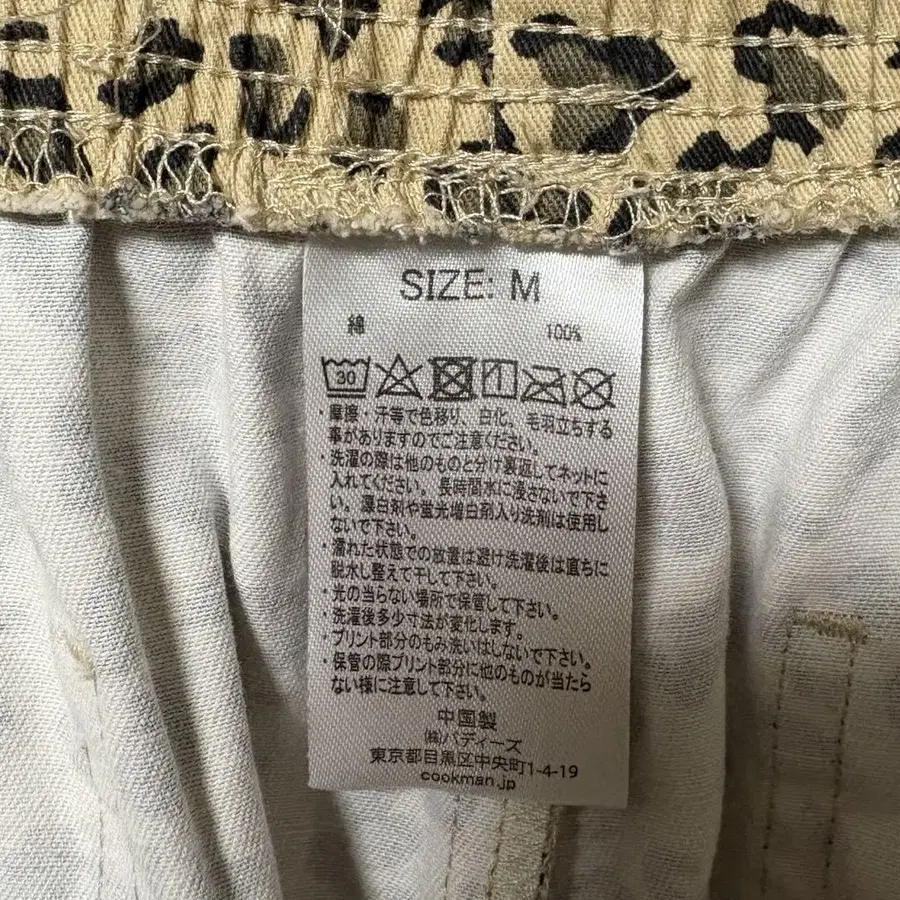 SIZE: M
綿 100%
30
・摩擦・汗等で色移り、白化、毛羽立ちする
事がありますのでご注意ください。
・洗濯の際は他のものと分け裏返してネットに
入れてください。長時間水に浸さないで下さ
い。漂白剤や蛍光増白剤入り洗剤は使用し
ないで下さい。
・濡れた状態での放置は避け洗濯後は直ちに
脱水し整えて干して下さい。
・光の当らない場所で保管して下さい。
・洗濯後多少寸法が変化します。
・プリント部分のもみ洗いはしないで下さい。
・保管の際プリント部分に他のものが当たら
ない様に注意して下さい。
中国製
㈱バディーズ
東京都目黒区中央町1-4-19
cookman.jp